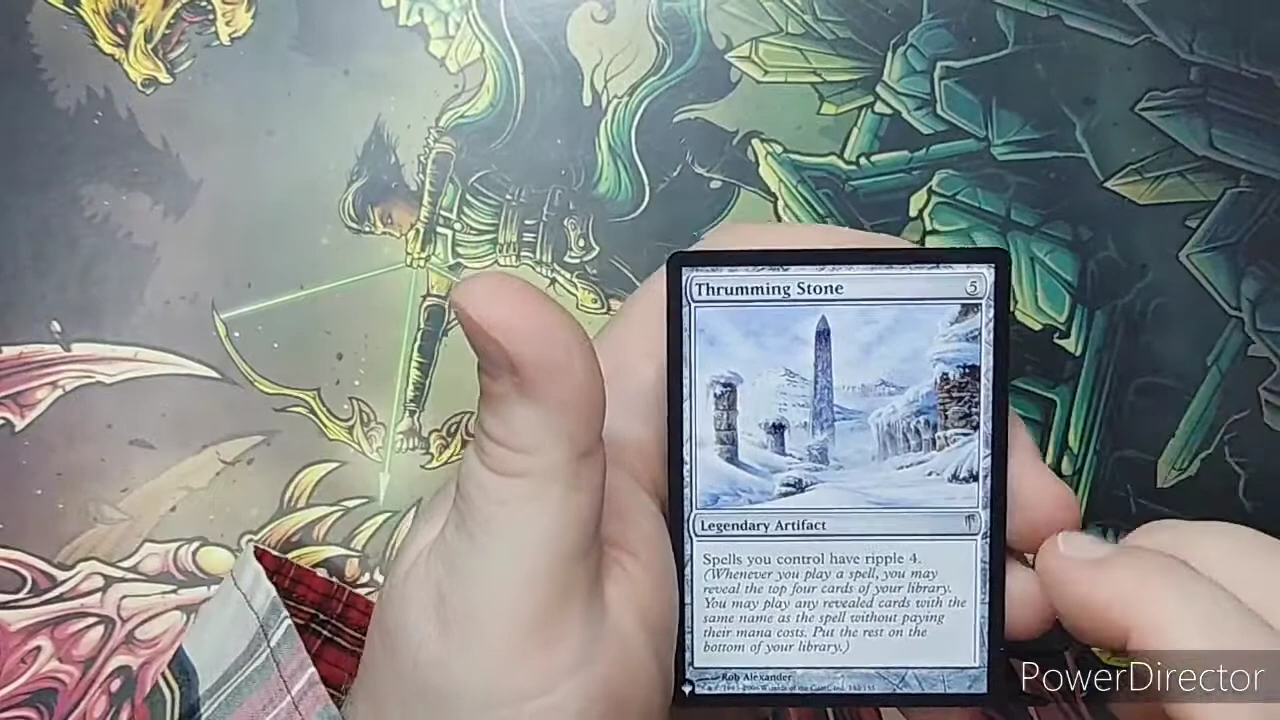 Thrumming Stone 5
Legendary Artifact
Spells you control have ripple 4.
(Whenever you play a spell, you may
reveal the top four cards of your library.
You may play any revealed cards with the
same name as the spell without paying
their mana costs. Put the rest on the
bottom of your library.)
Rob Alexander
PowerDirector